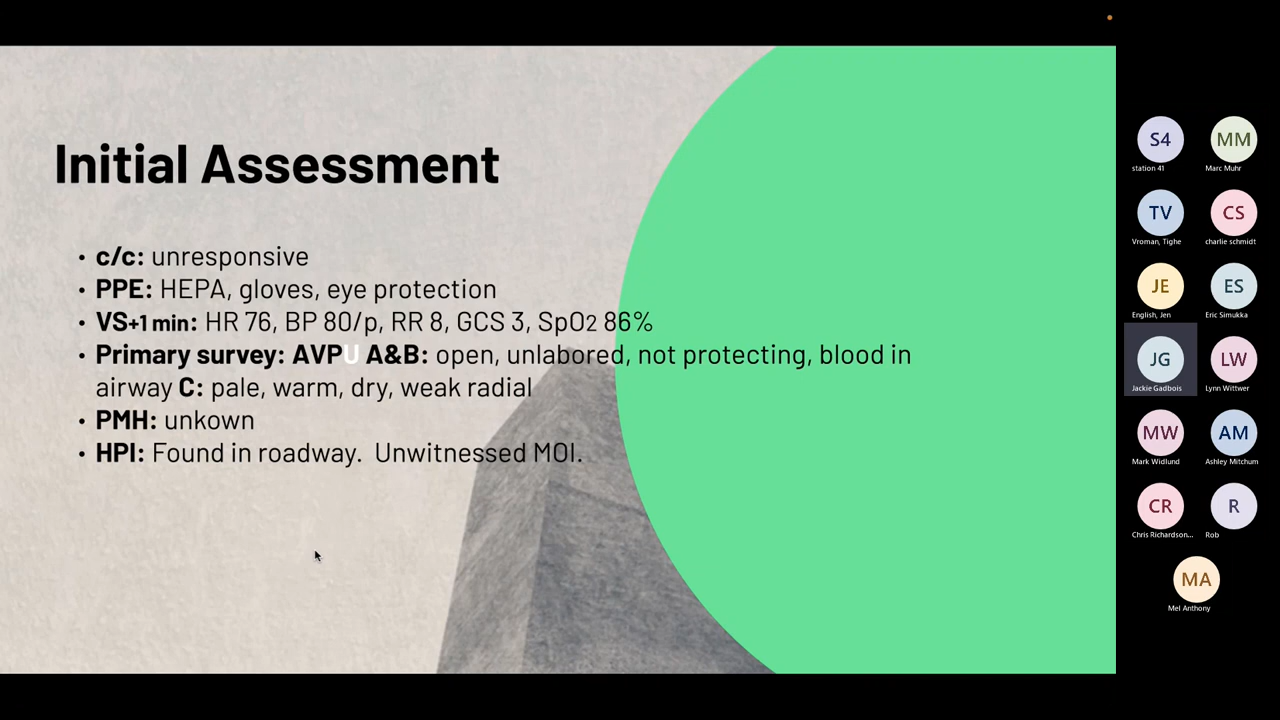 Initial Assessment
• c/c: unresponsive
• PPE: HEPA, gloves, eye protection
• VS+1 min: HR 76, BP 80/p, RR 8, GCS 3, SpO2 86%
• Primary survey: AVPU A&B: open, unlabored, not protecting, blood in
airway C: pale, warm, dry, weak radial
• PMH: unkown
• HPI: Found in roadway. Unwitnessed MOI.
S4
station 41
MM
Marc Muhr
TV
Vroman, Tighe
CS
charlie schmidt
JE
English, Jen
ES
Eric Simukka
JG
Jackie Gadbois
LW
Lynn Wittwer
MW
Mark Widlund
AM
Ashley Mitchum
CR
Chris Richardson...
R
Rob
MA
Mel Anthony